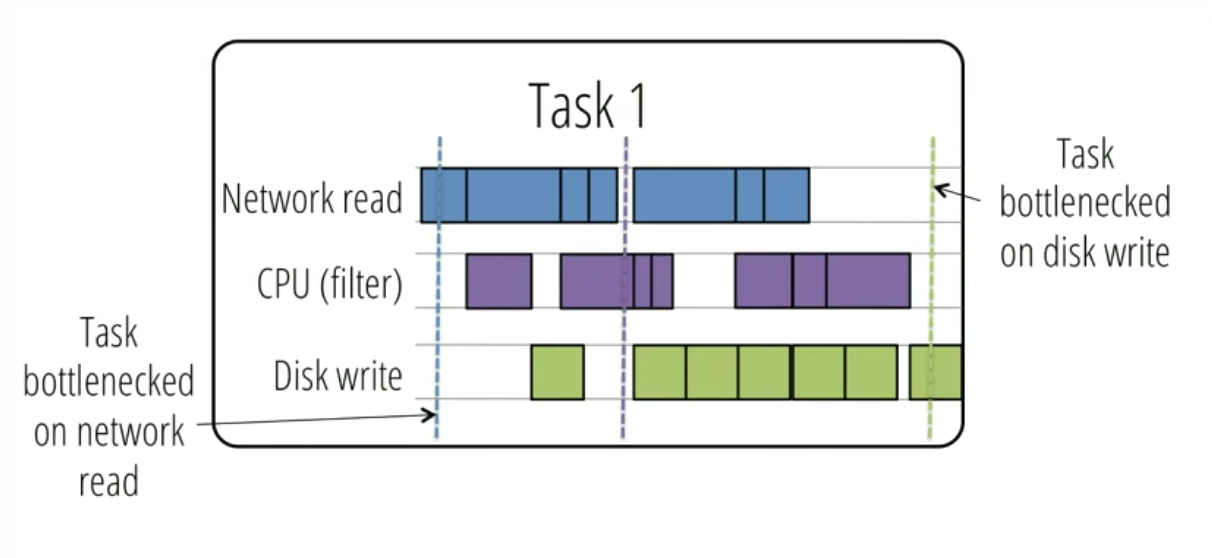 Task 1
Network read
CPU (filter)
Disk write
Task
bottlenecked
on network
read
Task
bottlenecked
on disk write